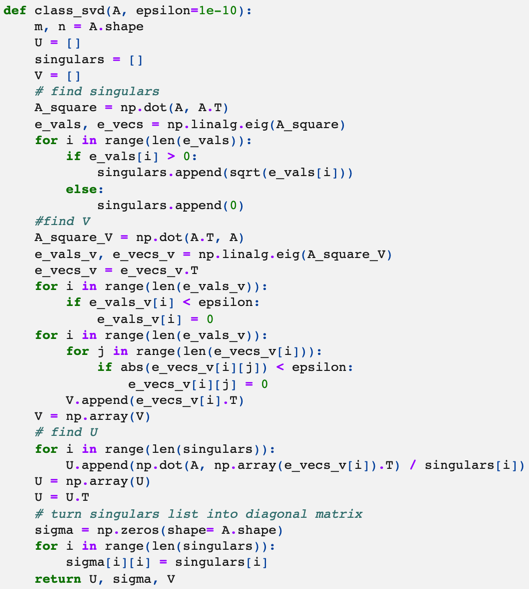 def class_svd(A, epsilon=1e-10):
    m, n = A.shape
    U = []
    singulars = []
    V = []
    # find singulars
    A_square = np.dot(A, A.T)
    e_vals, e_vecs = np.linalg.eig(A_square)
    for i in range(len(e_vals)):
        if e_vals[i] > 0:
            singulars.append(sqrt(e_vals[i]))
        else:
            singulars.append(0)
    #find V
    A_square_V = np.dot(A.T, A)
    e_vals_v, e_vecs_v = np.linalg.eig(A_square_V)
    e_vecs_v = e_vecs_v.T
    for i in range(len(e_vals_v)):
        if e_vals_v[i] < epsilon:
            e_vals_v[i] = 0
    for i in range(len(e_vals_v)):
        for j in range(len(e_vecs_v[i])):
            if abs(e_vecs_v[i][j]) < epsilon:
                e_vecs_v[i][j] = 0
        V.append(e_vecs_v[i].T)
    V = np.array(V)
    # find U
    for i in range(len(singulars)):
        U.append(np.dot(A, np.array(e_vecs_v[i]).T) / singulars[i])
    U = np.array(U)
    U = U.T
    # turn singulars list into diagonal matrix
    sigma = np.zeros(shape= A.shape)
    for i in range(len(singulars)):
        sigma[i][i] = singulars[i]
    return U, sigma, V